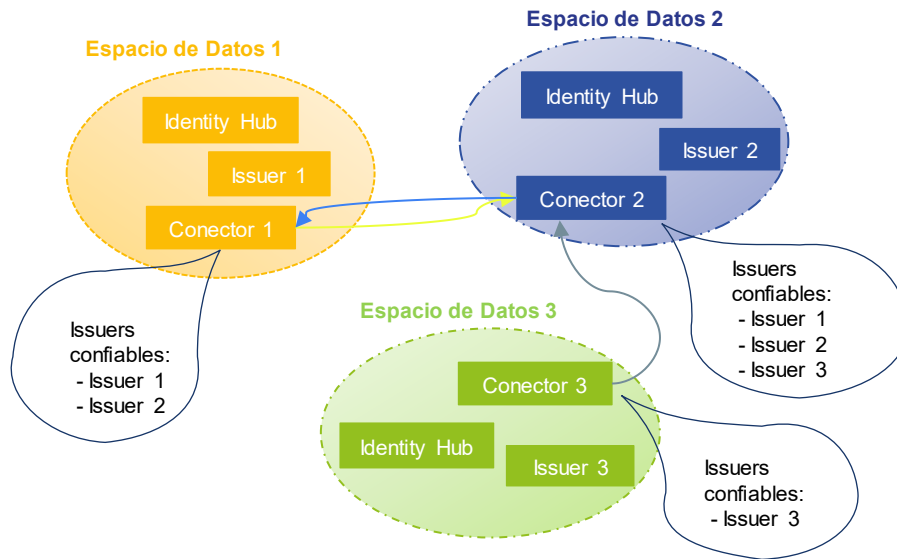 Espacio de Datos 1
Identity Hub
Issuer 1
Conector 1
Issuers
confiables:
- Issuer 1
- Issuer 2
Espacio de Datos 2
Identity Hub
Issuer 2
Conector 2
Issuers
confiables:
- Issuer 1
- Issuer 2
- Issuer 3
Espacio de Datos 3
Conector 3
Identity Hub
Issuer 3
Issuers
confiables:
- Issuer 3